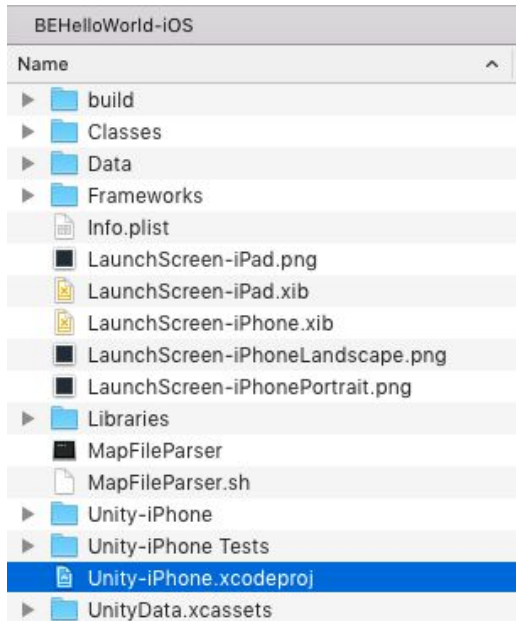 BEHelloWorld-iOS
Name
build
Classes
Data
Frameworks
Info.plist
LaunchScreen-iPad.png
LaunchScreen-iPad.xib
LaunchScreen-iPhone.xib
LaunchScreen-iPhoneLandscape.png
LaunchScreen-iPhonePortrait.png
Libraries
MapFileParser
MapFileParser.sh
Unity-iPhone
Unity-iPhone Tests
Unity-iPhone.xcodeproj
UnityData.xcassets